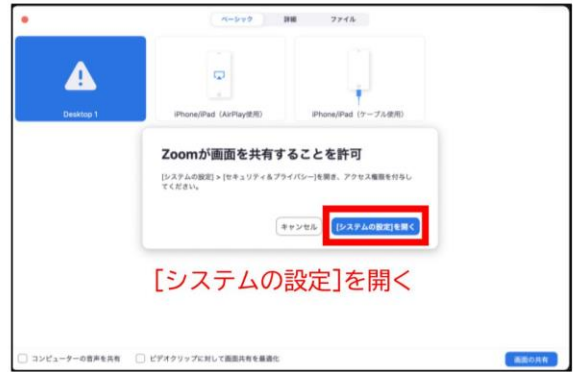 ベーシック 詳細 ファイル
Desktop 1
iPhone/iPad（AirPlay使用）
iPhone/iPad（ケーブル使用）
Zoomが画面を共有することを許可
[システムの設定] > [セキュリティ&プライバシー]を開き、アクセス権限を付与し
てください。
キャンセル
[システムの設定]を開く
[システムの設定]を開く
コンピューターの音声を共有
ビデオクリップに対して画面共有を最適化
画面の共有